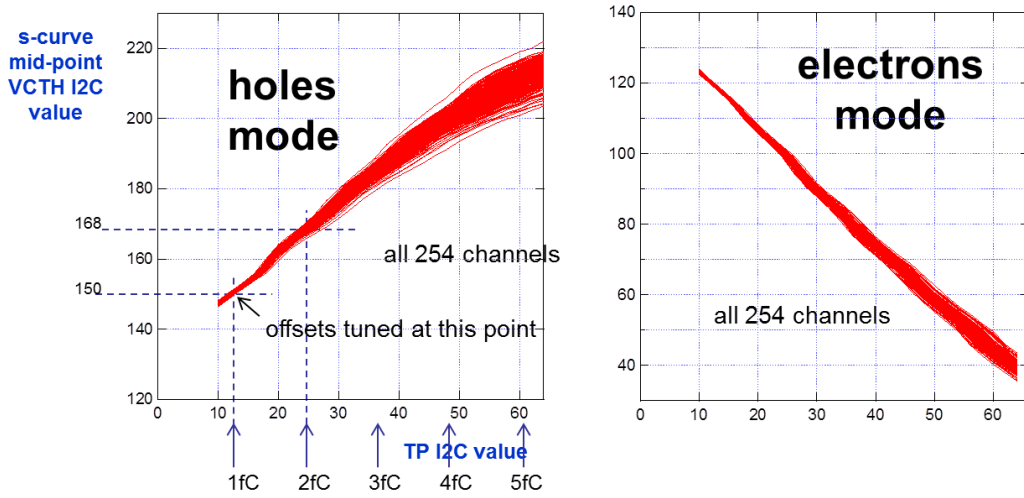 s-curve
mid-point
VCTH I2C
value
220
200
180
168
160
150
140
120
holes
mode
all 254 channels
offsets tuned at this point
0 10 20 30 40 50 60
TP I2C value
1fC 2fC 3fC 4fC 5fC
140
120
100
80
60
40
electrons
mode
all 254 channels
0 10 20 30 40 50 60